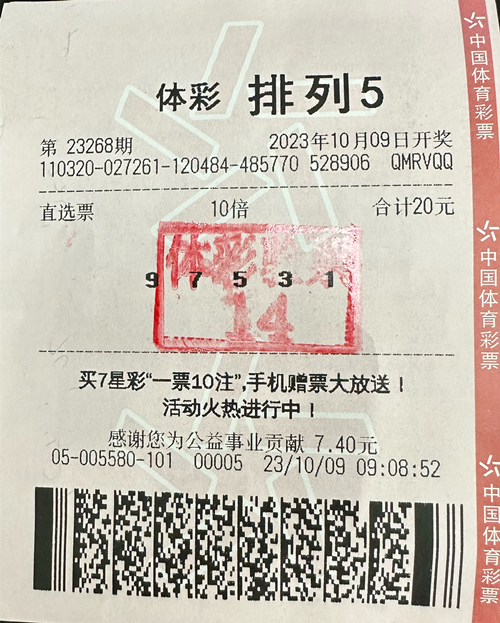 体彩 排列5
第 23268期 2023年10月09日开奖
110320-027261-120484-485770 528906 QMRVQQ
直选票 10倍 合计20元
体彩
9 7 5 3 1
14
买7星彩“一票10注”,手机赠票大放送！
活动火热进行中！
感谢您为公益事业贡献 7.40元
05-005580-101 00005 23/10/09 09:08:52
中国体育彩票
中国体育彩票
中国体育彩票